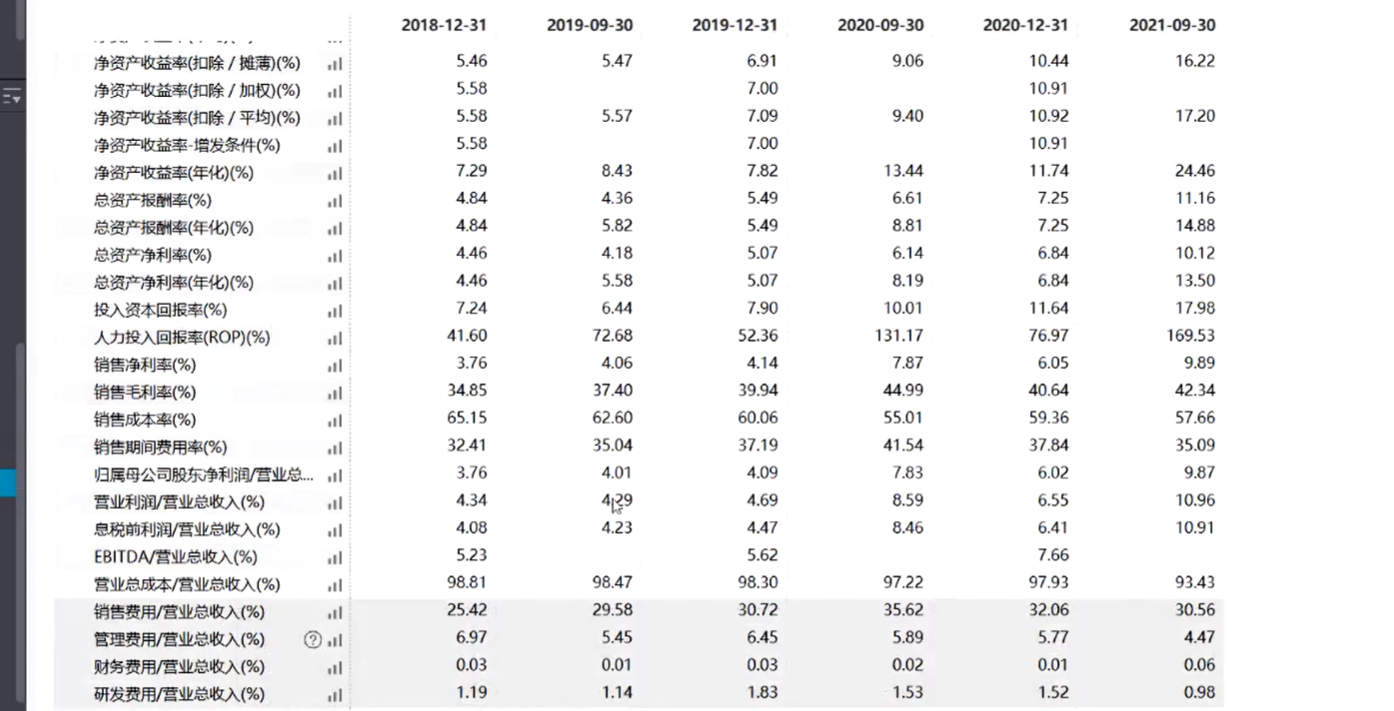 2018-12-31 2019-09-30 2019-12-31 2020-09-30 2020-12-31 2021-09-30
净资产收益率(扣除 / 摊薄)(%) 5.46 5.47 6.91 9.06 10.44 16.22
净资产收益率(扣除 / 加权)(%) 5.58 7.00 10.91
净资产收益率(扣除 / 平均)(%) 5.58 5.57 7.09 9.40 10.92 17.20
净资产收益率-增发条件(%) 5.58 7.00 10.91
净资产收益率(年化)(%) 7.29 8.43 7.82 13.44 11.74 24.46
总资产报酬率(%) 4.84 4.36 5.49 6.61 7.25 11.16
总资产报酬率(年化)(%) 4.84 5.82 5.49 8.81 7.25 14.88
总资产净利率(%) 4.46 4.18 5.07 6.14 6.84 10.12
总资产净利率(年化)(%) 4.46 5.58 5.07 8.19 6.84 13.50
投入资本回报率(%) 7.24 6.44 7.90 10.01 11.64 17.98
人力投入回报率(ROP)(%) 41.60 72.68 52.36 131.17 76.97 169.53
销售净利率(%) 3.76 4.06 4.14 7.87 6.05 9.89
销售毛利率(%) 34.85 37.40 39.94 44.99 40.64 42.34
销售成本率(%) 65.15 62.60 60.06 55.01 59.36 57.66
销售期间费用率(%) 32.41 35.04 37.19 41.54 37.84 35.09
归属母公司股东净利润/营业总... 3.76 4.01 4.09 7.83 6.02 9.87
营业利润/营业总收入(%) 4.34 4.29 4.69 8.59 6.55 10.96
息税前利润/营业总收入(%) 4.08 4.23 4.47 8.46 6.41 10.91
EBITDA/营业总收入(%) 5.23 5.62 7.66
营业总成本/营业总收入(%) 98.81 98.47 98.30 97.22 97.93 93.43
销售费用/营业总收入(%) 25.42 29.58 30.72 35.62 32.06 30.56
管理费用/营业总收入(%) 6.97 5.45 6.45 5.89 5.77 4.47
财务费用/营业总收入(%) 0.03 0.01 0.03 0.02 0.01 0.06
研发费用/营业总收入(%) 1.19 1.14 1.83 1.53 1.52 0.98